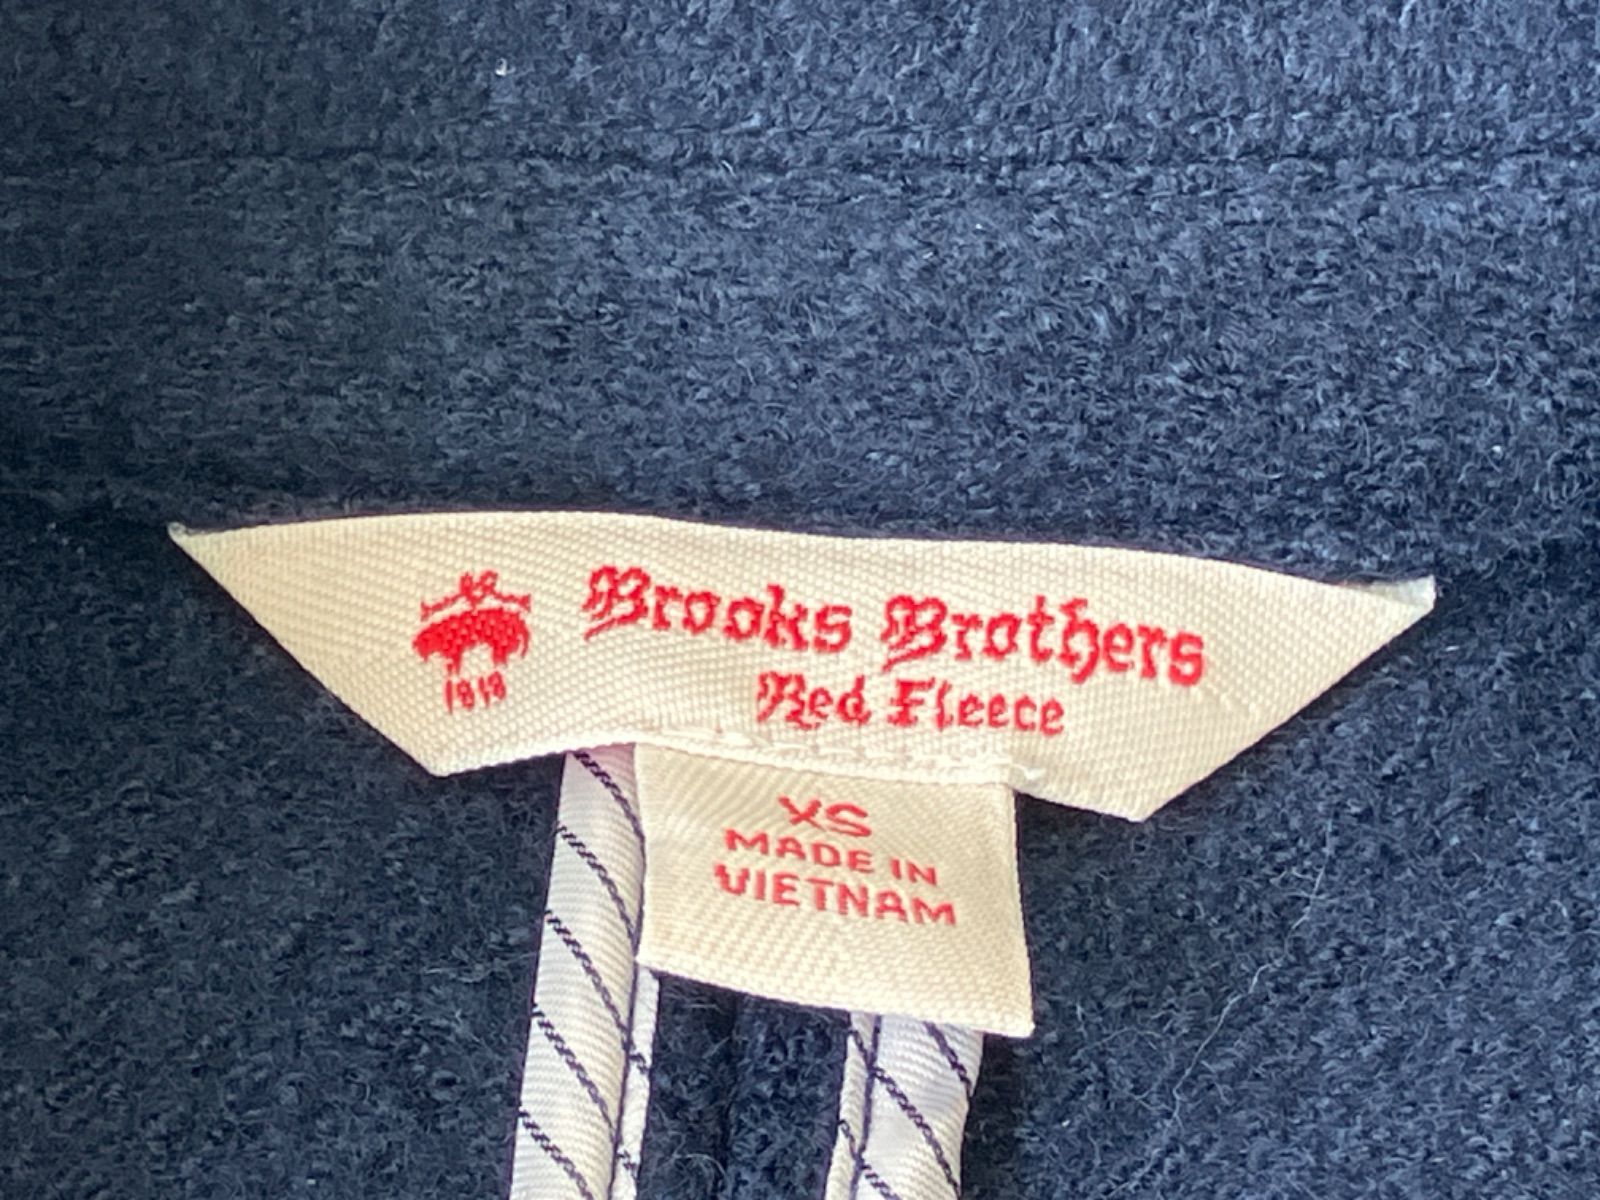 Brooks Brothers
Red Fleece
1818
XS
MADE IN
VIETNAM